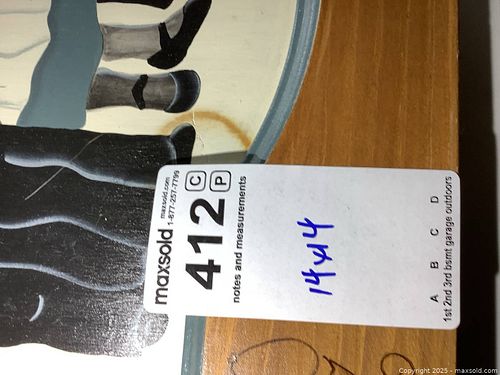 maxsold
maxsold.com
1-877-257-7799
412 C P
notes and measurements
14x14
A B C D
1st 2nd 3rd bsmt garage outdoors
Copyright © 2025 - maxsold.com